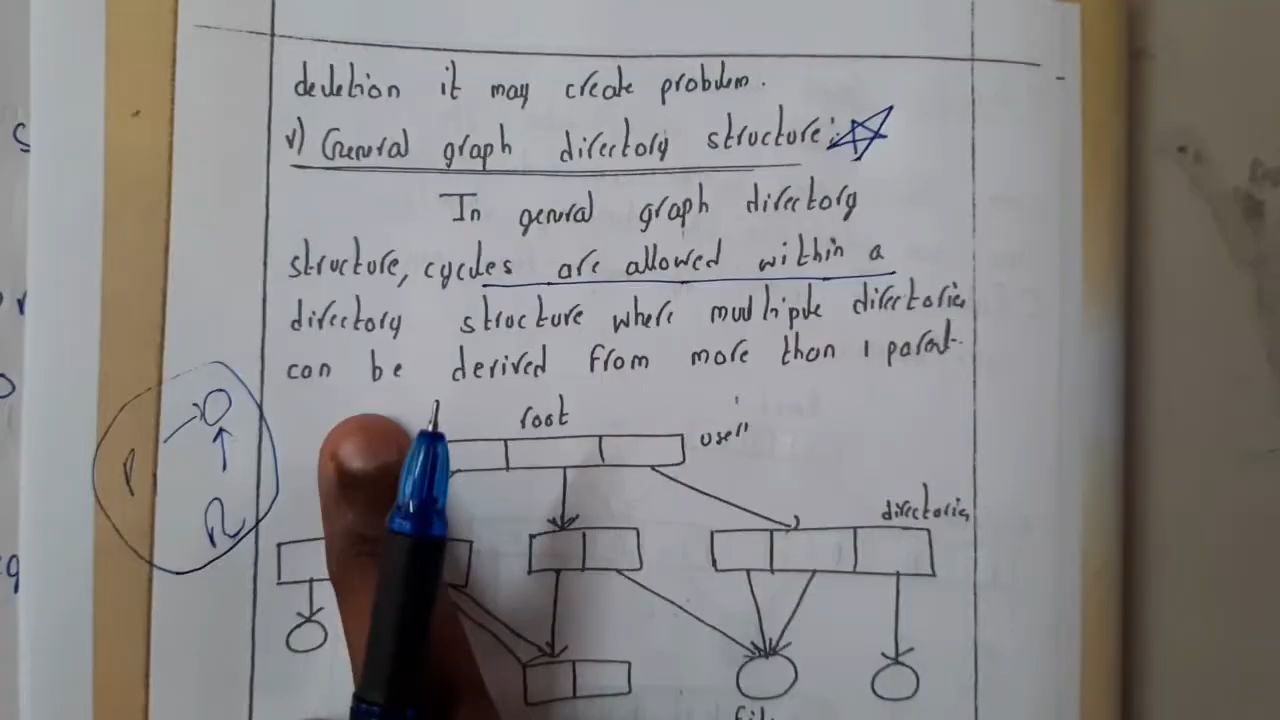 deletion it may create problem.
v) General graph directory structure:
In general graph directory
structure, cycles are allowed within a
directory structure where multiple directories
can be derived from more than 1 parent.
root
user
directories
P
R